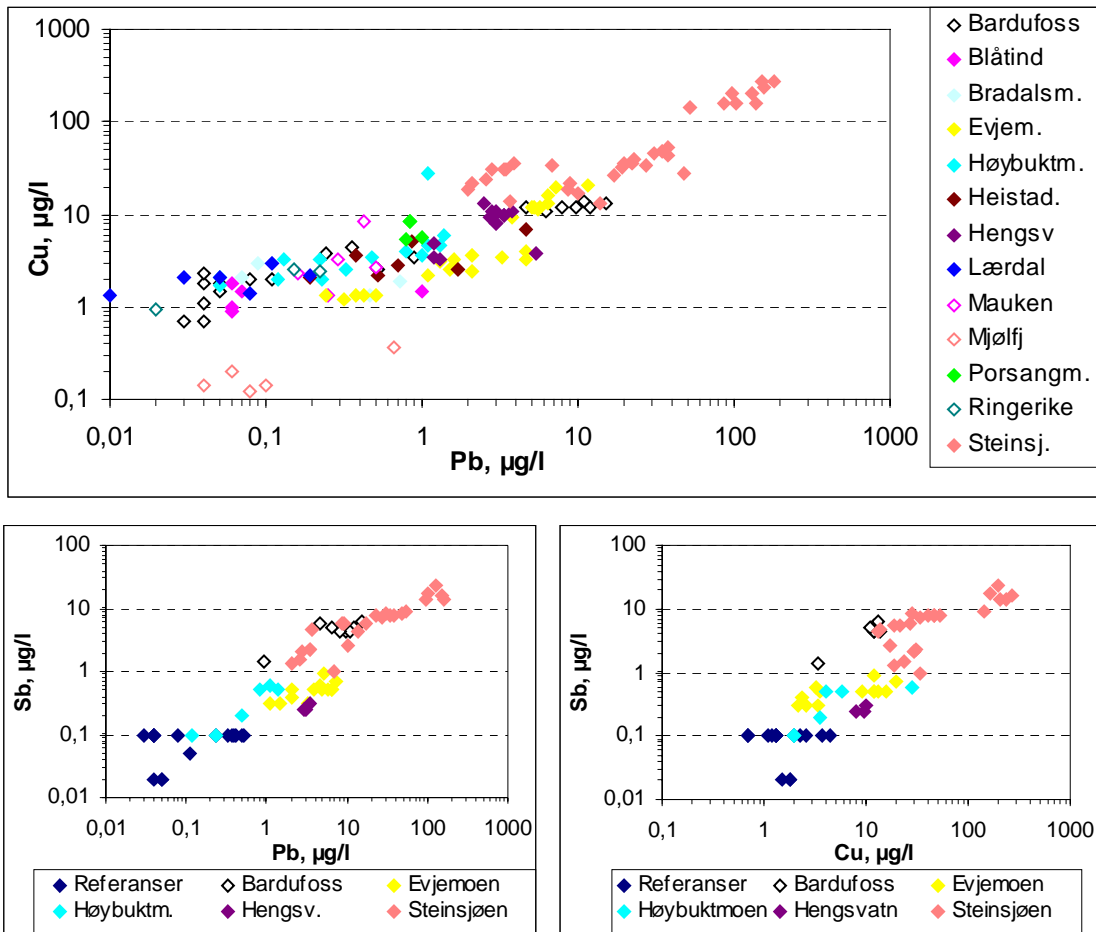 1000
100
10
1
0,1
Cu, µg/l
0,01 0,1 1 10 100 1000
Pb, µg/l
Bardufoss
Blåtind
Bradalsm.
Evjem.
Høybuktm.
Heistad.
Hengsv
Lærdal
Mauken
Mjølfj
Porsangm.
Ringerike
Steinsj.
100
10
1
0,1
0,01
Sb, µg/l
0,01 0,1 1 10 100 1000
Pb, µg/l
Referanser Bardufoss Evjemoen
Høybuktm. Hengsv. Steinsjøen
100
10
1
0,1
0,01
Sb, µg/l
0,1 1 10 100 1000
Cu, µg/l
Referanser Bardufoss Evjemoen
Høybuktmoen Hengsvatn Steinsjøen